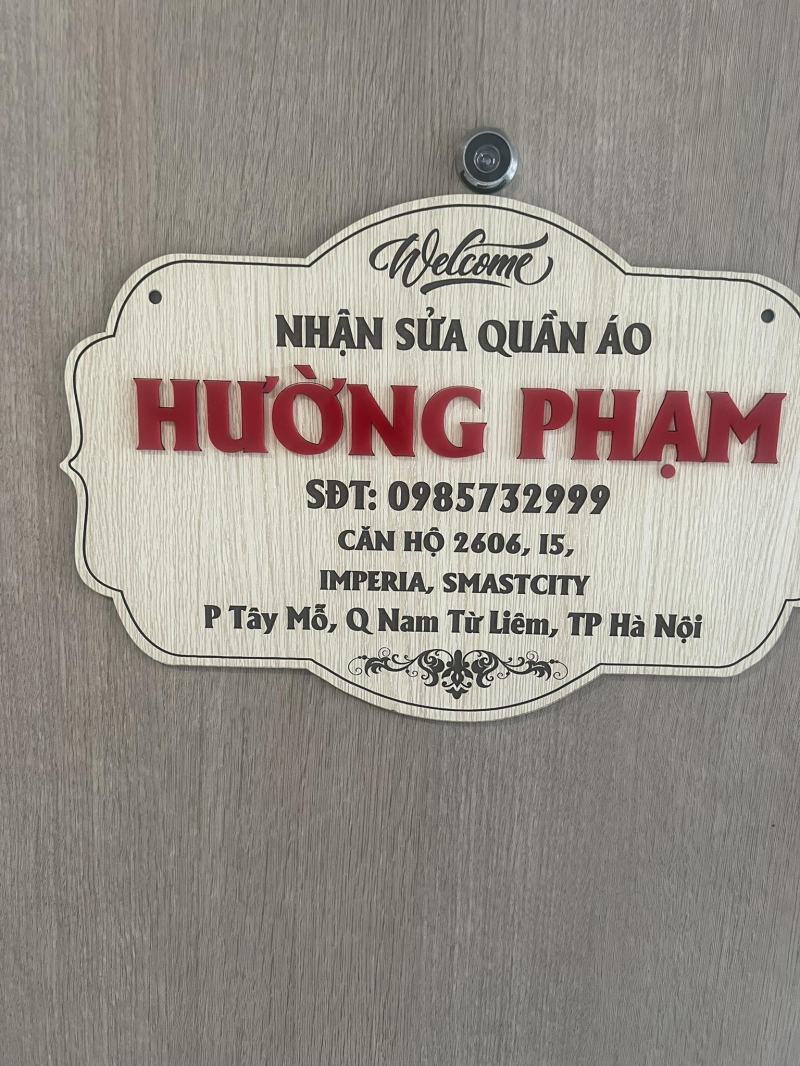 Welcome
NHẬN SỬA QUẦN ÁO
HƯỜNG PHẠM
SĐT: 0985732999
CĂN HỘ 2606, I5,
IMPERIA, SMASTCITY
P Tây Mỗ, Q Nam Từ Liêm, TP Hà Nội